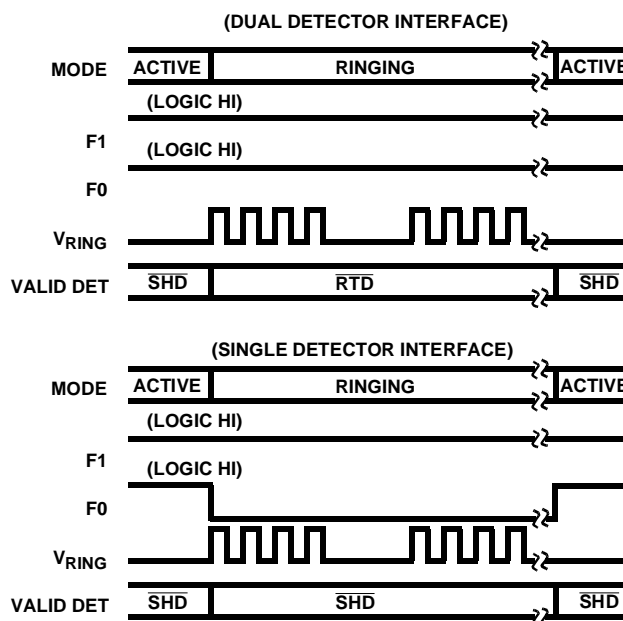 (DUAL DETECTOR INTERFACE)
MODE ACTIVE RINGING ACTIVE
(LOGIC HI)
F1 (LOGIC HI)
F0
VRING
VALID DET SHD RTD SHD
(SINGLE DETECTOR INTERFACE)
MODE ACTIVE RINGING ACTIVE
(LOGIC HI)
F1 (LOGIC HI)
F0
VRING
VALID DET SHD SHD SHD